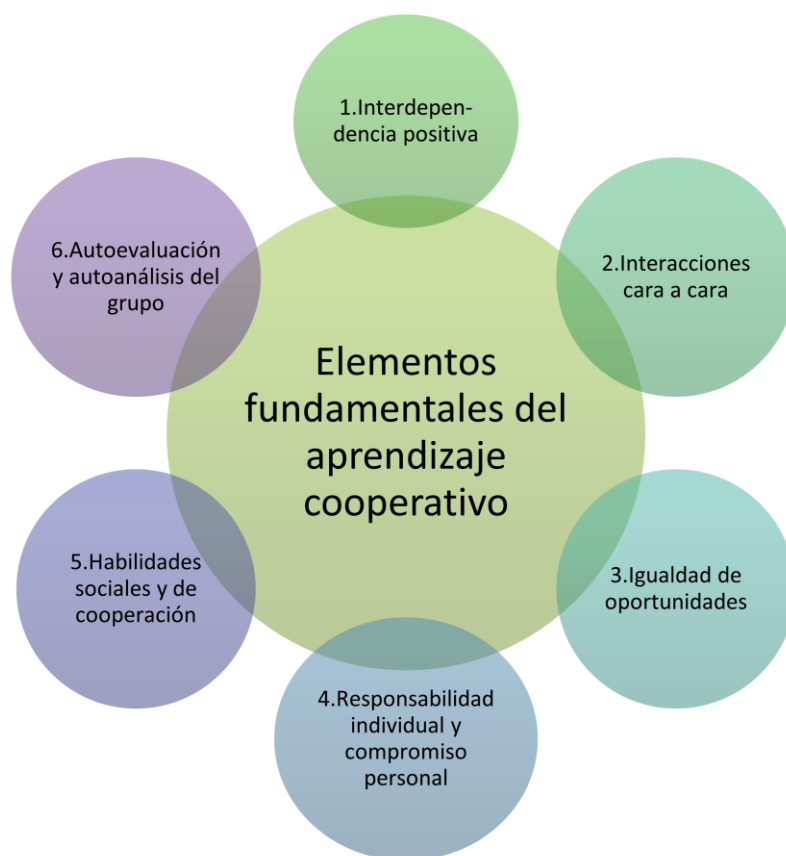 1.Interdepen-
dencia positiva
2.Interacciones
cara a cara
3.Igualdad de
oportunidades
4.Responsabilidad
individual y
compromiso
personal
5.Habilidades
sociales y de
cooperación
6.Autoevaluación
y autoanálisis del
grupo
Elementos
fundamentales del
aprendizaje
cooperativo